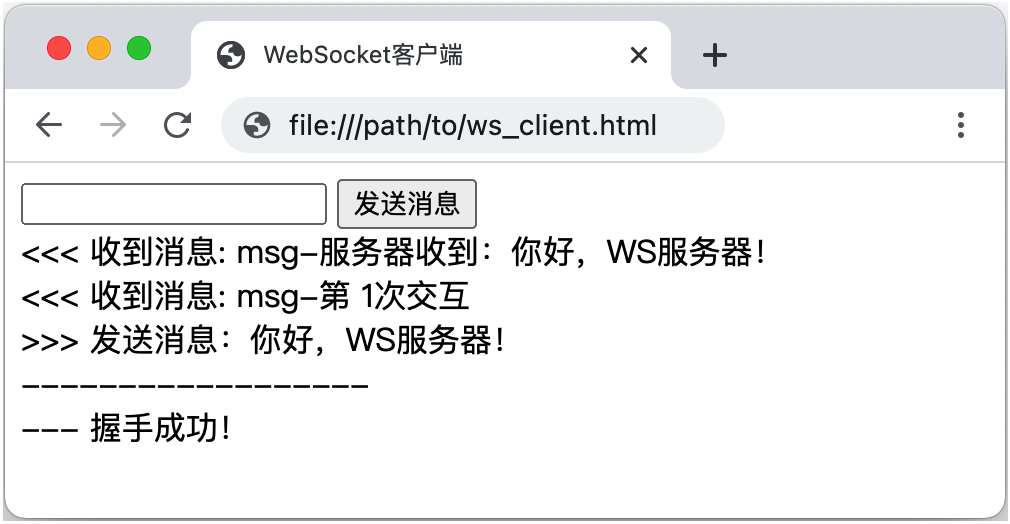 WebSocket客户端
file:///path/to/ws_client.html
发送消息
<<< 收到消息: msg-服务器收到：你好，WS服务器！
<<< 收到消息: msg-第 1次交互
>>> 发送消息：你好，WS服务器！
------------------
--- 握手成功！